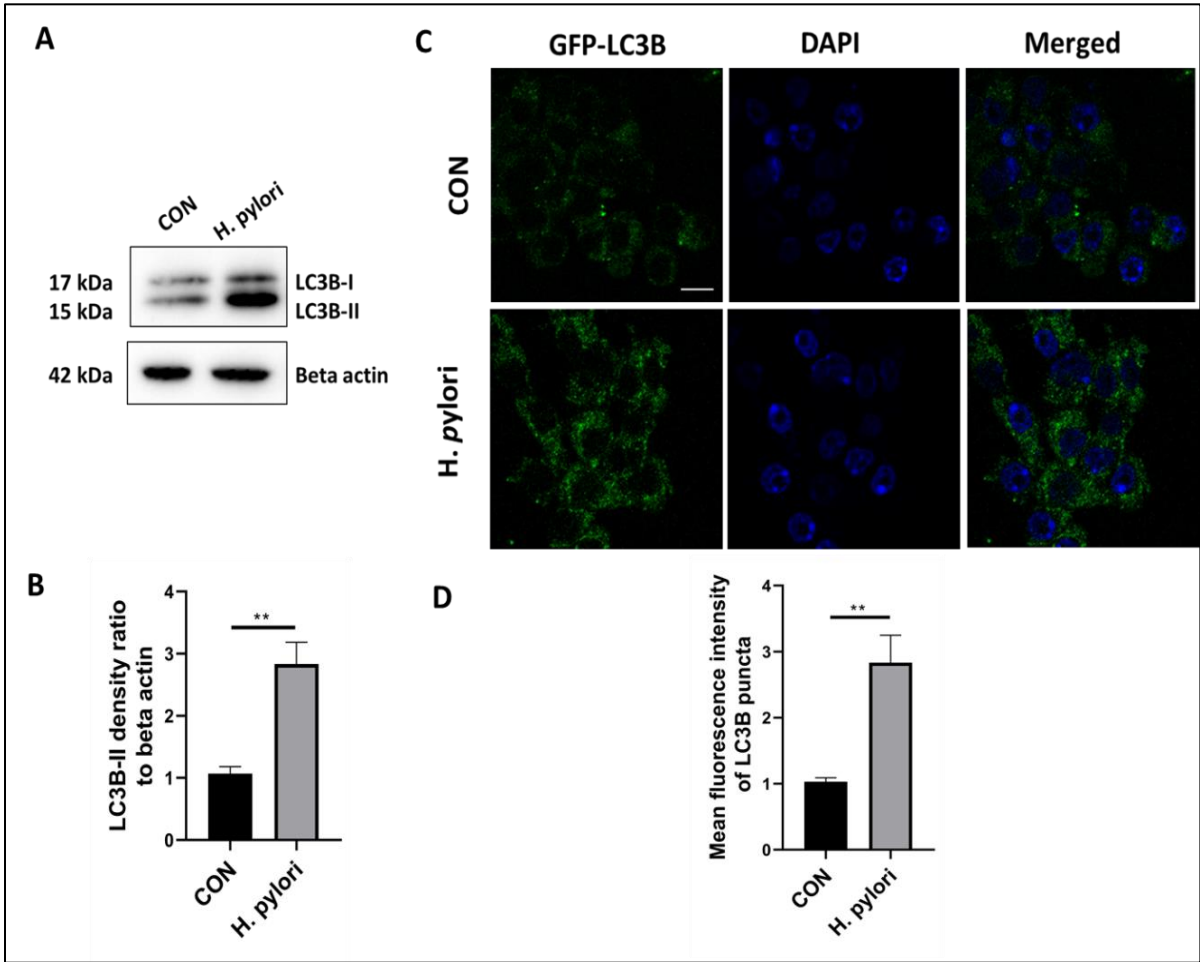 A
CON
H. pylori
17 kDa
LC3B-I
15 kDa
LC3B-II
42 kDa
Beta actin
C
GFP-LC3B
DAPI
Merged
CON
H. pylori
B
LC3B-II density ratio
to beta actin
4
3
2
1
0
**
CON
H. pylori
D
Mean fluorescence intensity
of LC3B puncta
4
3
2
1
0
**
CON
H. pylori